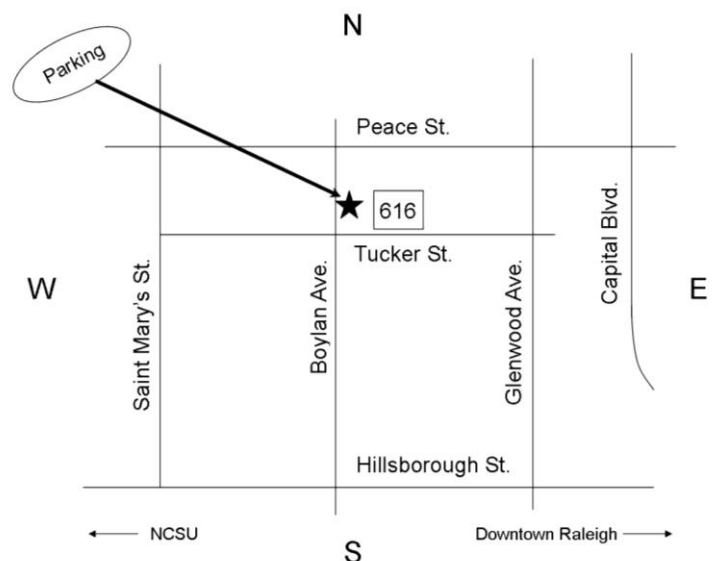 N
Parking
Peace St.
616
Tucker St.
W
Saint Mary's St.
Boylan Ave.
Glenwood Ave.
Capital Blvd.
E
Hillsborough St.
NCSU
Downtown Raleigh
S